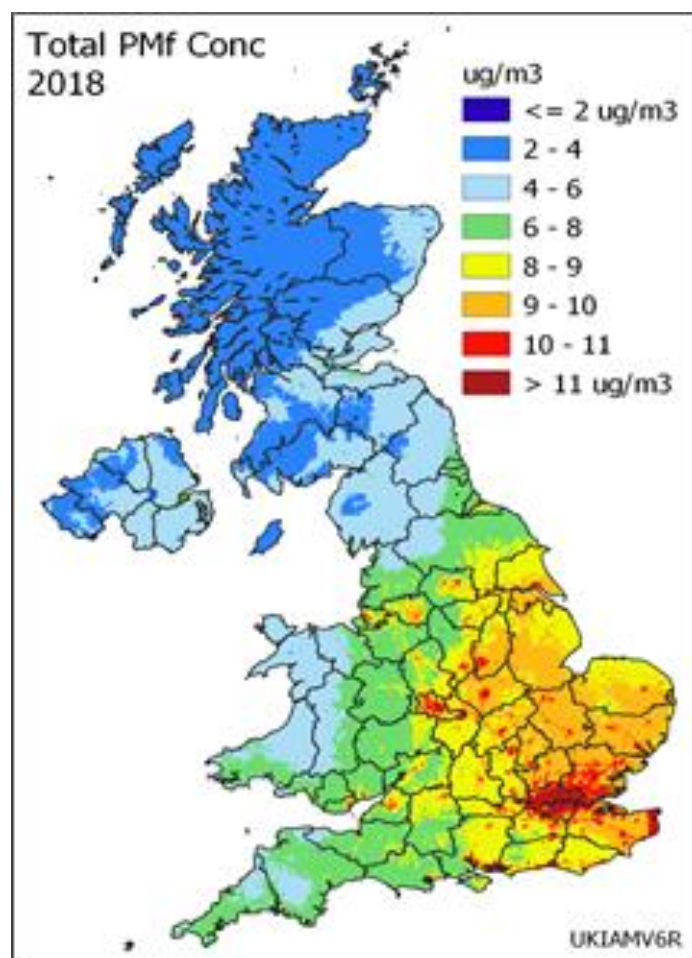 Total PMf Conc
2018
ug/m3
<= 2 ug/m3
2 - 4
4 - 6
6 - 8
8 - 9
9 - 10
10 - 11
> 11 ug/m3
UKIAMV6R